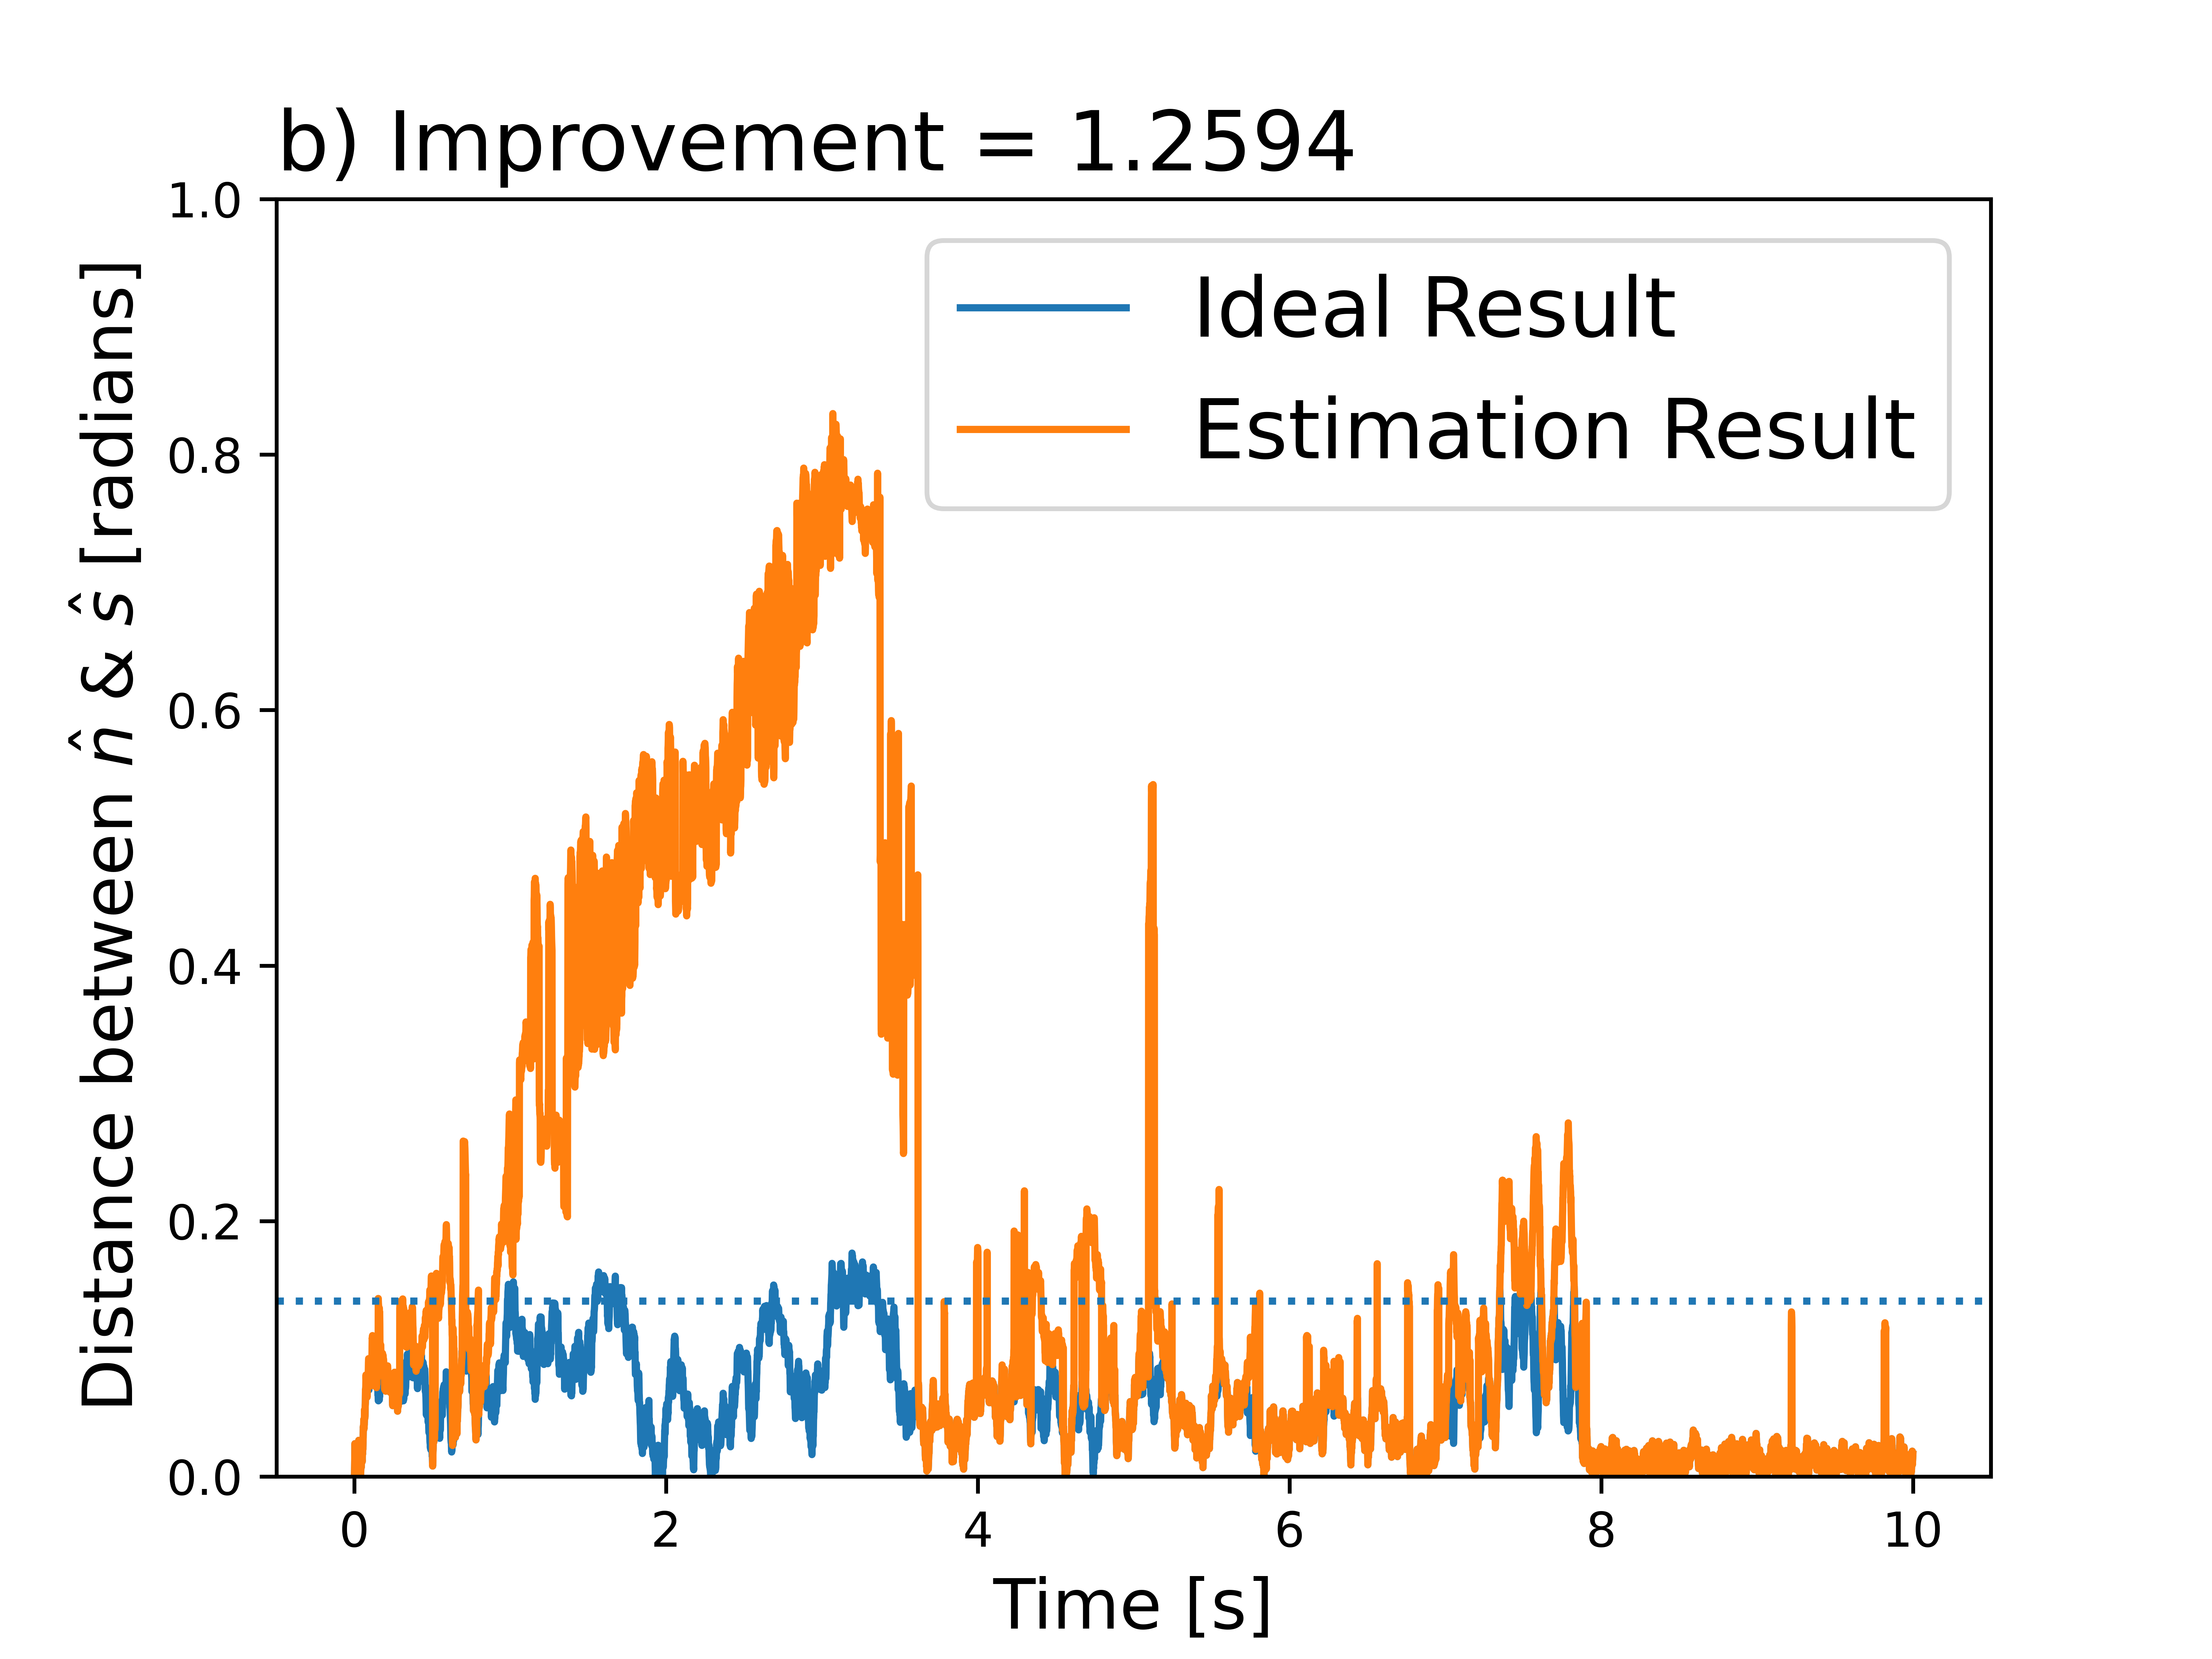 b) Improvement = 1.2594
Distance between n̂ & ŝ [radians]
1.0
0.8
0.6
0.4
0.2
0.0
Ideal Result
Estimation Result
0 2 4 6 8 10
Time [s]